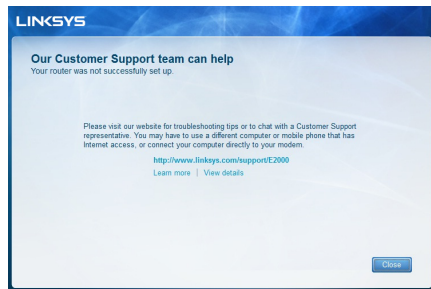 LINKSYS
Our Customer Support team can help
Your router was not successfully set up.
Please visit our website for troubleshooting tips or to chat with a Customer Support
representative. You may have to use a different computer or mobile phone that has
Internet access, or connect your computer directly to your modem.
http://www.linksys.com/support/E2000
Learn more | View details
Close